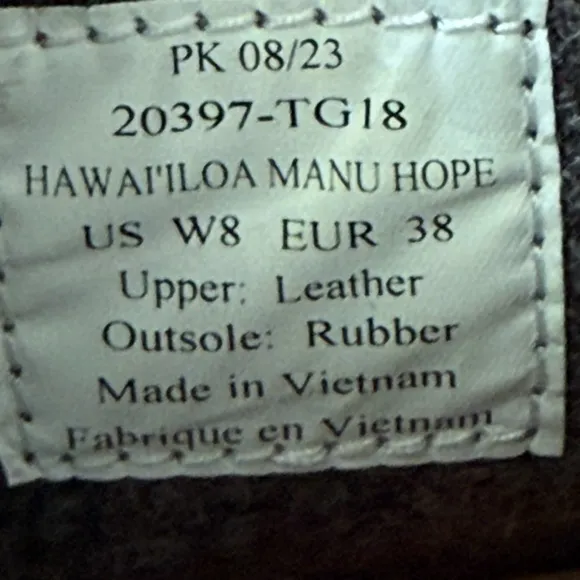 PK 08/23
20397-TG18
HAWAI'ILOA MANU HOPE
US W8 EUR 38
Upper: Leather
Outsole: Rubber
Made in Vietnam
Fabrique en Vietnam